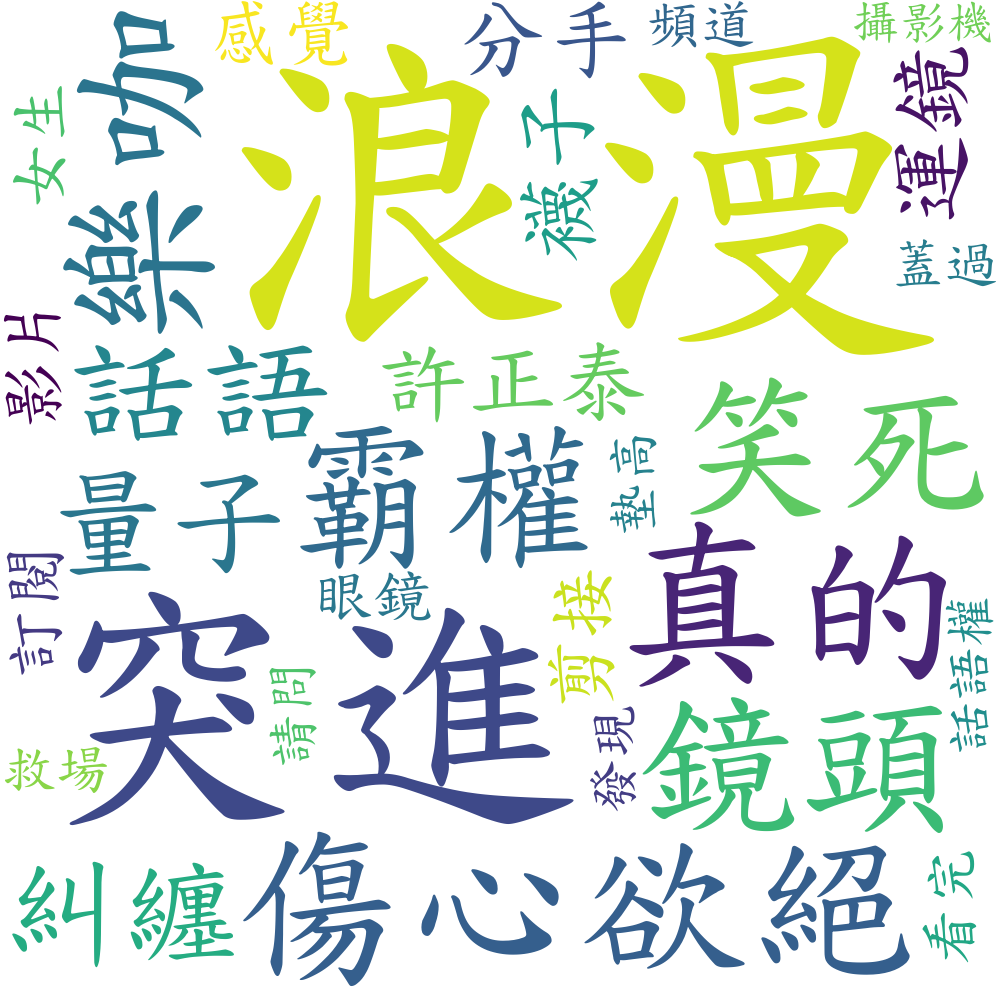 感覺
分手
頻道
攝影機
浪漫
咖樂
女生
襪子
運鏡
蓋過
影片
話語
許正泰
笑死
量子
霸權
墊高
真的
訂閱
眼鏡
剪接
突進
請問
發現
話語權
救場
鏡頭
糾纏
傷心欲絕
看完